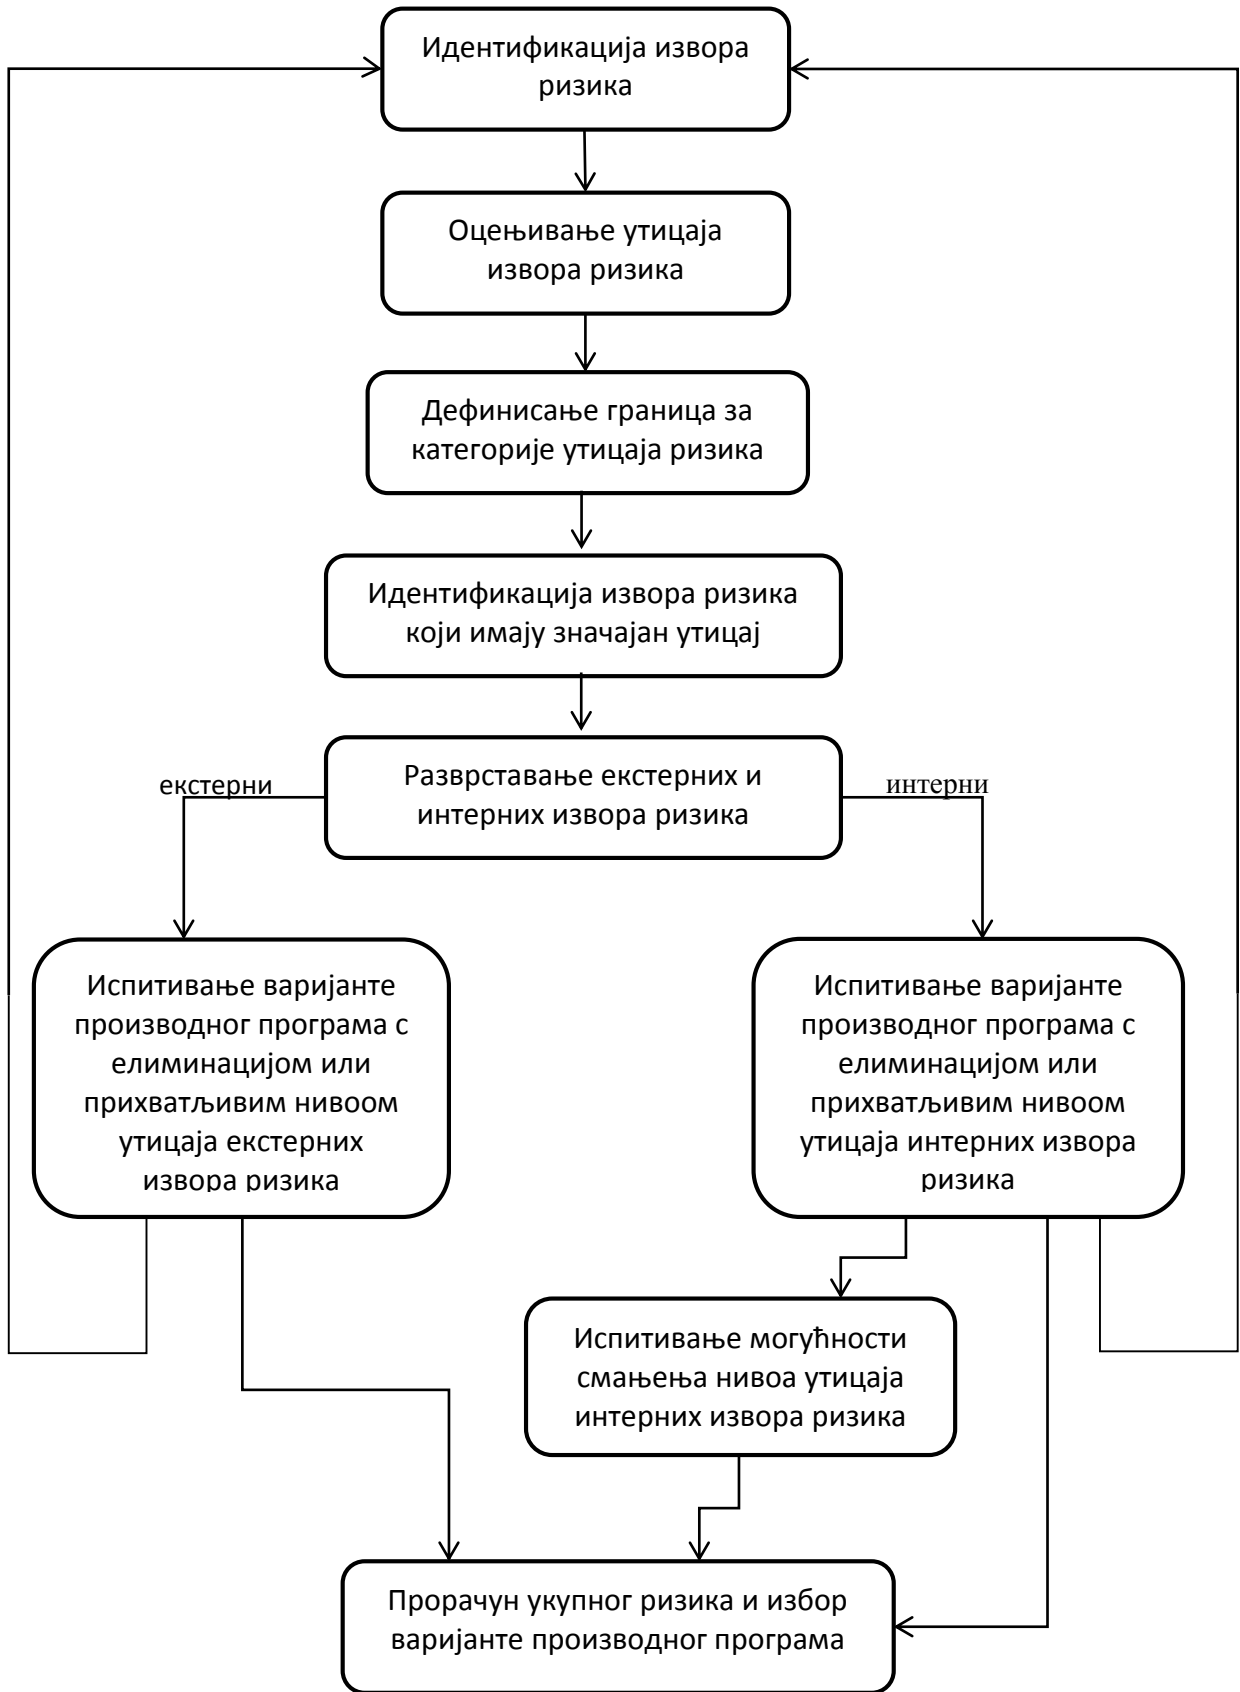 Идентификација извора
ризика
Оцењивање утицаја
извора ризика
Дефинисање граница за
категорије утицаја ризика
Идентификација извора ризика
који имају значајан утицај
Разврставање екстерних и
интерних извора ризика
екстерни
интерни
Испитивање варијанте
производног програма с
елиминацијом или
прихватљивим нивоом
утицаја екстерних
извора ризика
Испитивање варијанте
производног програма с
елиминацијом или
прихватљивим нивоом
утицаја интерних извора
ризика
Испитивање могућности
смањења нивоа утицаја
интерних извора ризика
Прорачун укупног ризика и избор
варијанте производног програма